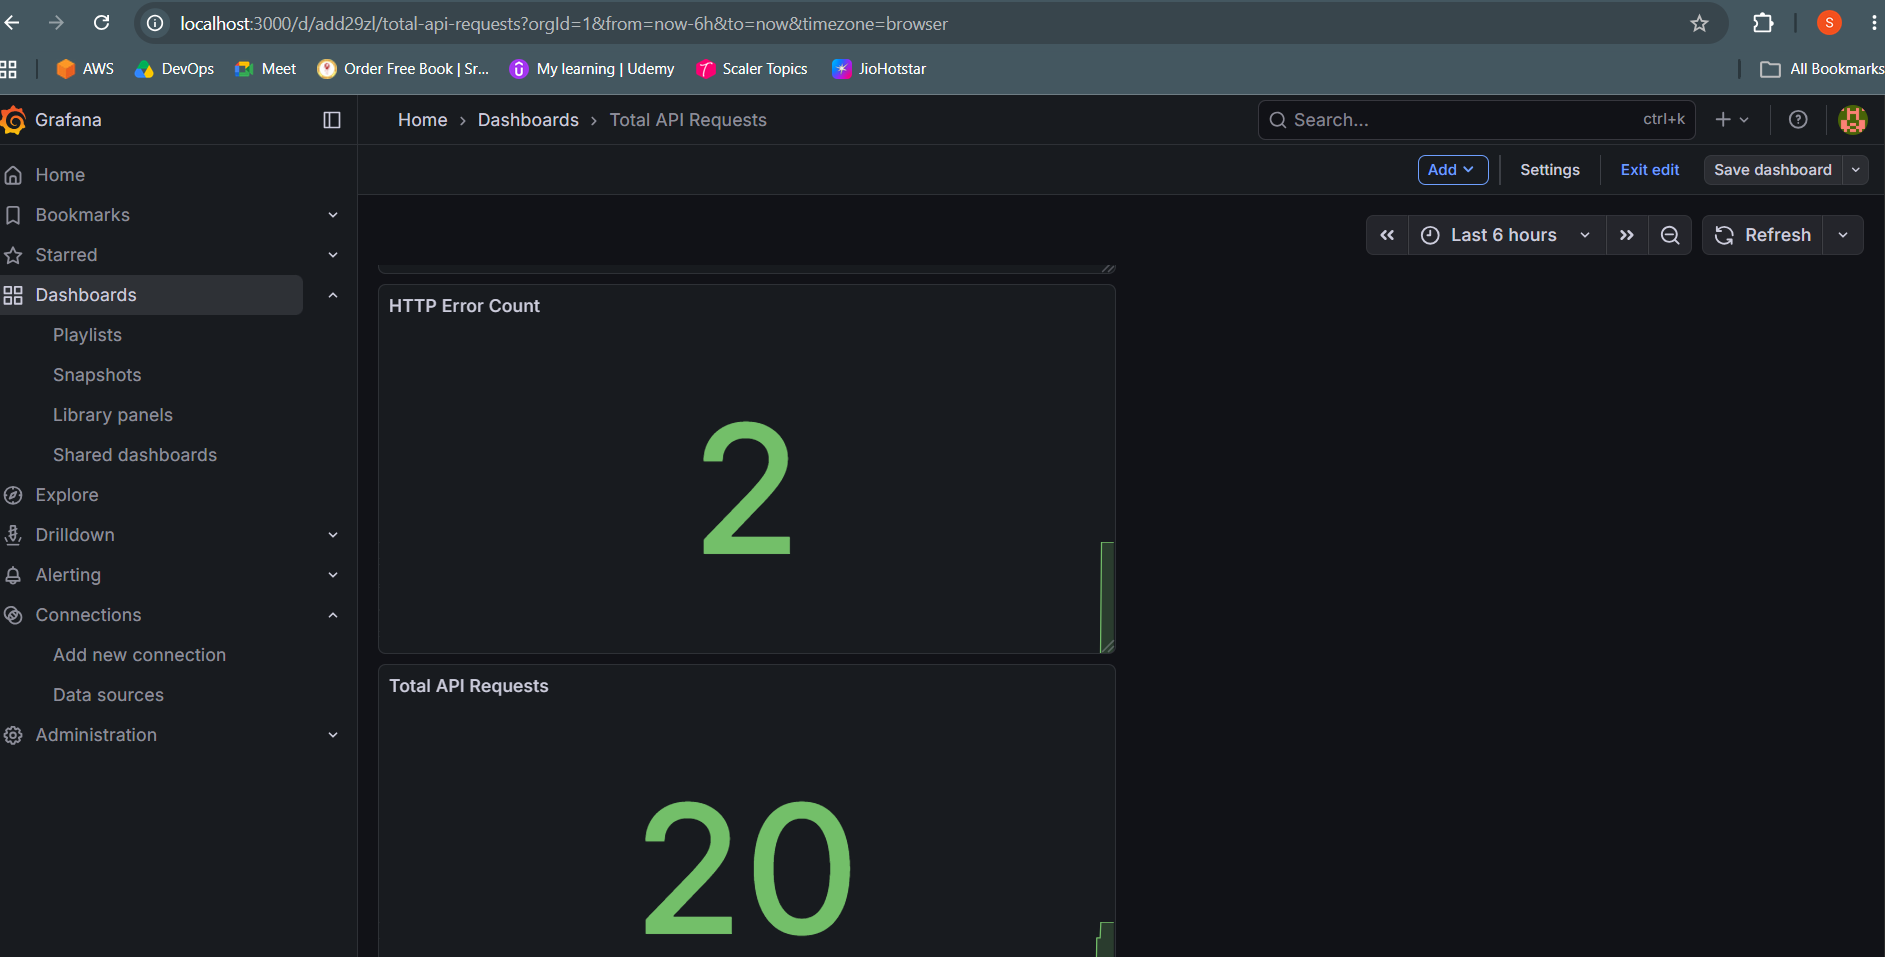 localhost:3000/d/add29zl/total-api-requests?orgId=1&from=now-6h&to=now&timezone=browser
S
AWS
DevOps
Meet
Order Free Book | Sr...
My learning | Udemy
Scaler Topics
JioHotstar
All Bookmarks
Grafana
Home › Dashboards › Total API Requests
Search...
ctrl+k
Add
Settings
Exit edit
Save dashboard
Last 6 hours
Refresh
Home
Bookmarks
Starred
Dashboards
Playlists
Snapshots
Library panels
Shared dashboards
Explore
Drilldown
Alerting
Connections
Add new connection
Data sources
Administration
HTTP Error Count
2
Total API Requests
20